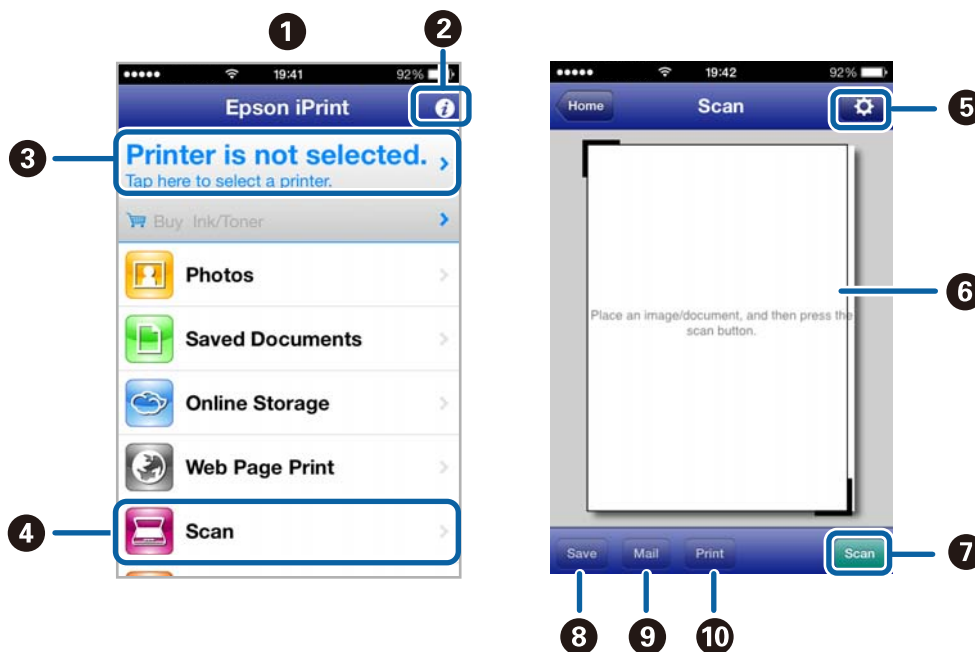 1
2
19:41
92%
Epson iPrint
3
Printer is not selected.
Tap here to select a printer.
Buy Ink/Toner
Photos
Saved Documents
Online Storage
Web Page Print
4
Scan
19:42
92%
Home
Scan
5
Place an image/document, and then press the
scan button.
6
Save
Mail
Print
Scan
7
8
9
10